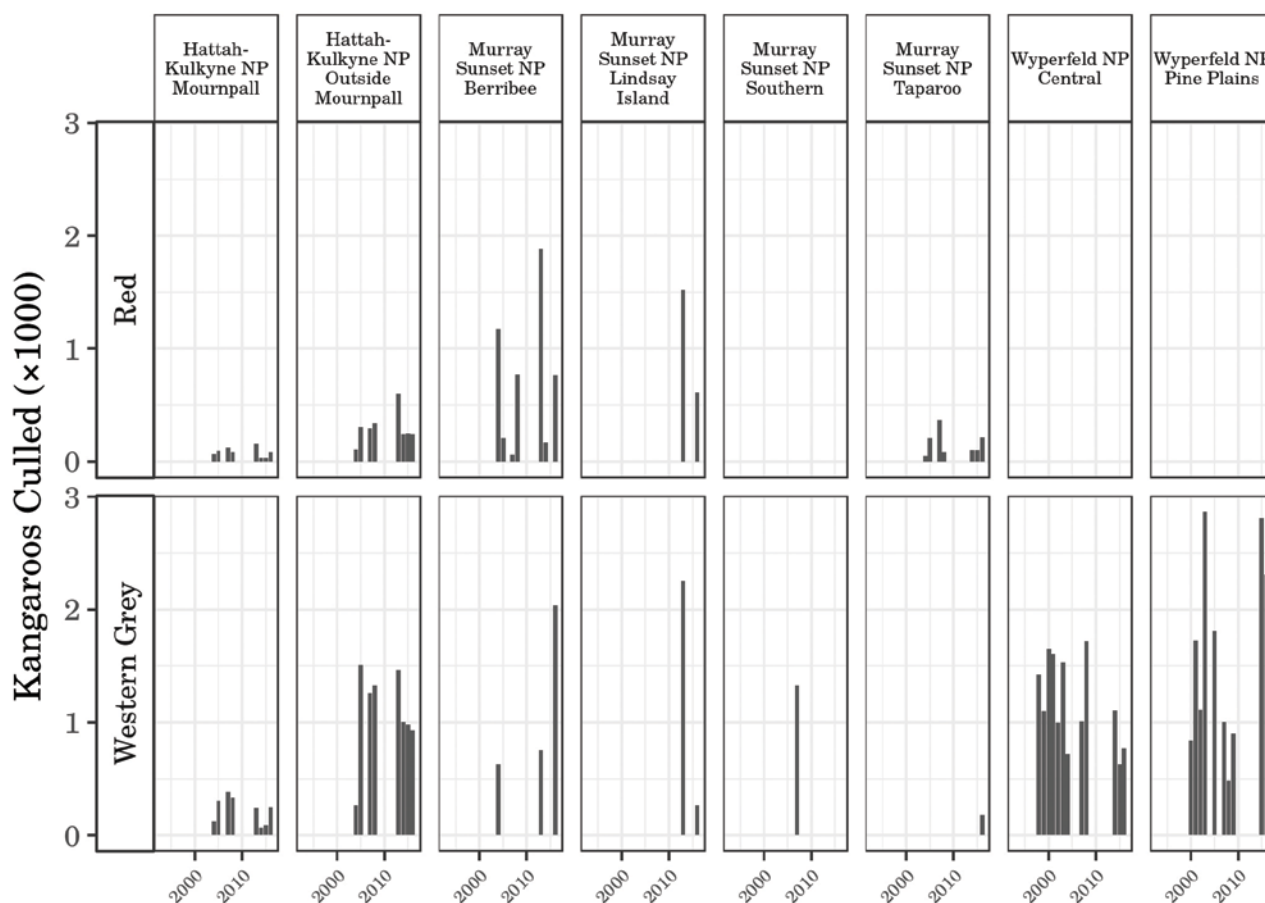 Hattah-
Kulkyne NP
Mournpall
Hattah-
Kulkyne NP
Outside
Mournpall
Murray
Sunset NP
Berribee
Murray
Sunset NP
Lindsay
Island
Murray
Sunset NP
Southern
Murray
Sunset NP
Taparoo
Wyperfeld NP
Central
Wyperfeld NP
Pine Plains
Kangaroos Culled (×1000)
Red
3
2
1
0
Western Grey
3
2
1
0
2000
2010
2000
2010
2000
2010
2000
2010
2000
2010
2000
2010
2000
2010
2000
2010